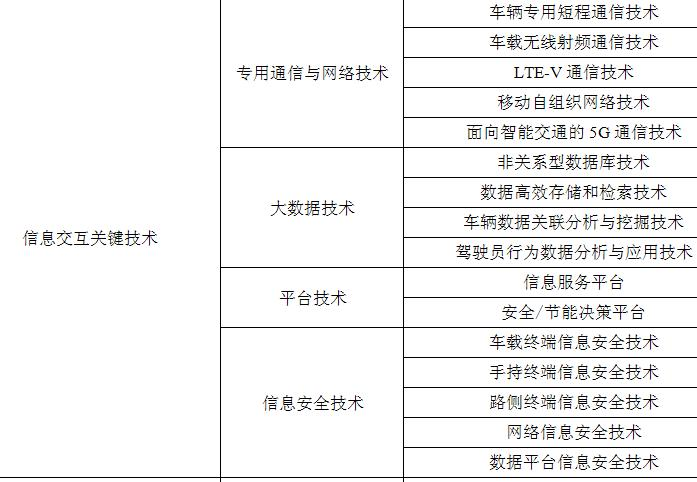 信息交互关键技术
专用通信与网络技术
车辆专用短程通信技术
车载无线射频通信技术
LTE-V 通信技术
移动自组织网络技术
面向智能交通的 5G 通信技术
大数据技术
非关系型数据库技术
数据高效存储和检索技术
车辆数据关联分析与挖掘技术
驾驶员行为数据分析与应用技术
平台技术
信息服务平台
安全/节能决策平台
信息安全技术
车载终端信息安全技术
手持终端信息安全技术
路侧终端信息安全技术
网络信息安全技术
数据平台信息安全技术